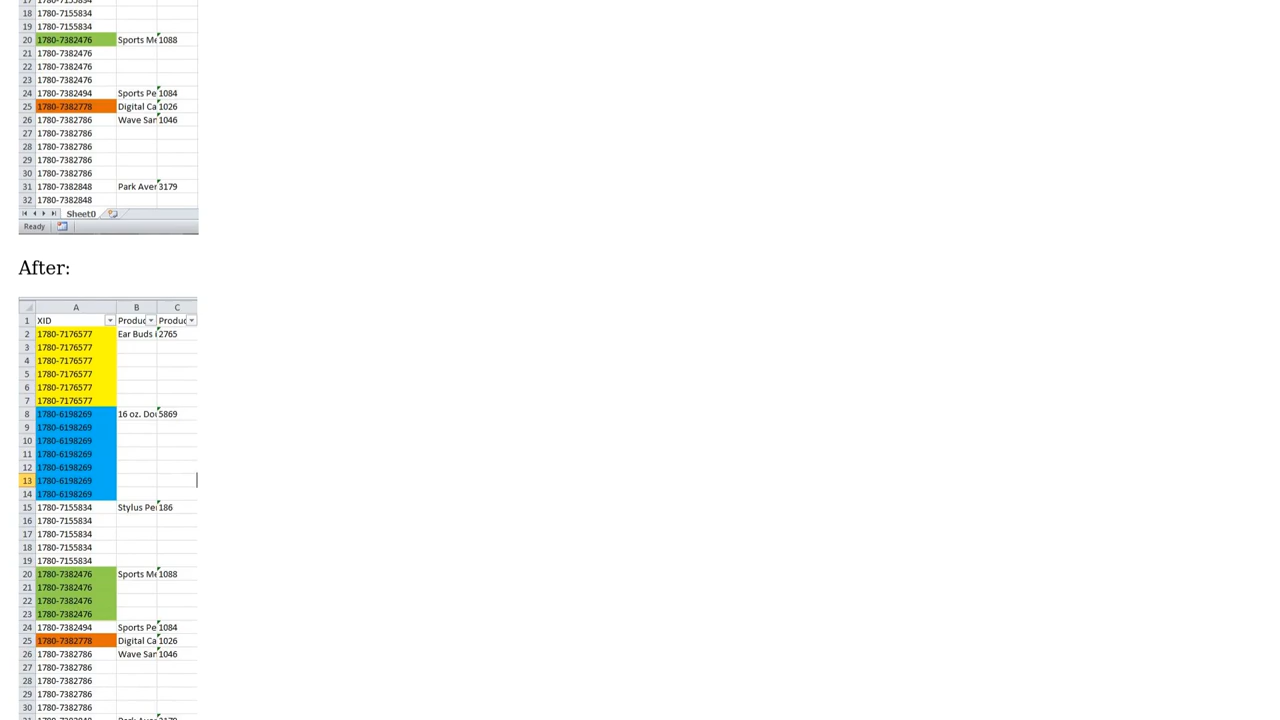 18 1780-7155834
19 1780-7155834
20 1780-7382476 Sports Me 1088
21 1780-7382476
22 1780-7382476
23 1780-7382476
24 1780-7382494 Sports Pe 1084
25 1780-7382778 Digital Ca 1026
26 1780-7382786 Wave San 1046
27 1780-7382786
28 1780-7382786
29 1780-7382786
30 1780-7382786
31 1780-7382848 Park Aven 3179
32 1780-7382848
Sheet0
Ready
After:
A B C
1 XID Produc Produc
2 1780-7176577 Ear Buds 2765
3 1780-7176577
4 1780-7176577
5 1780-7176577
6 1780-7176577
7 1780-7176577
8 1780-6198269 16 oz. Dou 5869
9 1780-6198269
10 1780-6198269
11 1780-6198269
12 1780-6198269
13 1780-6198269
14 1780-6198269
15 1780-7155834 Stylus Pe 186
16 1780-7155834
17 1780-7155834
18 1780-7155834
19 1780-7155834
20 1780-7382476 Sports Me 1088
21 1780-7382476
22 1780-7382476
23 1780-7382476
24 1780-7382494 Sports Pe 1084
25 1780-7382778 Digital Ca 1026
26 1780-7382786 Wave San 1046
27 1780-7382786
28 1780-7382786
29 1780-7382786
30 1780-7382786